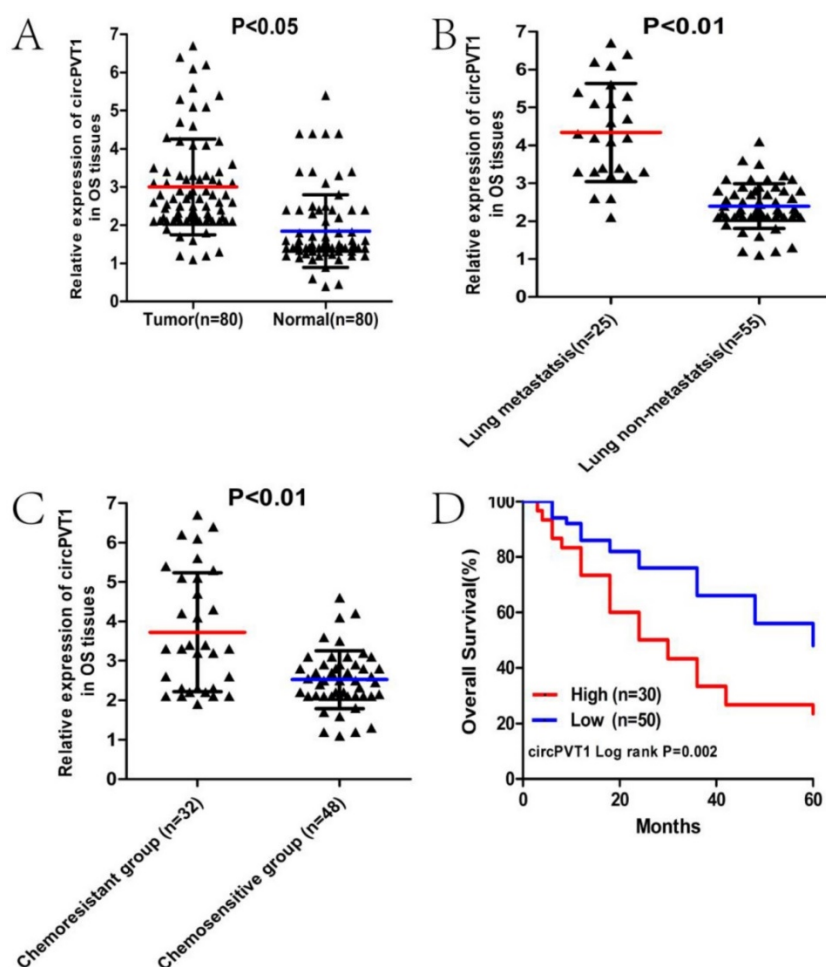 A
P<0.05
Relative expression of circPVT1
in OS tissues
7
6
5
4
3
2
1
0
Tumor(n=80) Normal(n=80)
B
P<0.01
Relative expression of circPVT1
in OS tissues
7
6
5
4
3
2
1
0
Lung metastatsis(n=25)
Lung non-metastatsis(n=55)
C
P<0.01
Relative expression of circPVT1
in OS tissues
7
6
5
4
3
2
1
0
Chemoresistant group (n=32)
Chemosensitive group (n=48)
D
Overall Survival(%)
100
80
60
40
20
0
High (n=30)
Low (n=50)
circPVT1 Log rank P=0.002
0 20 40 60
Months